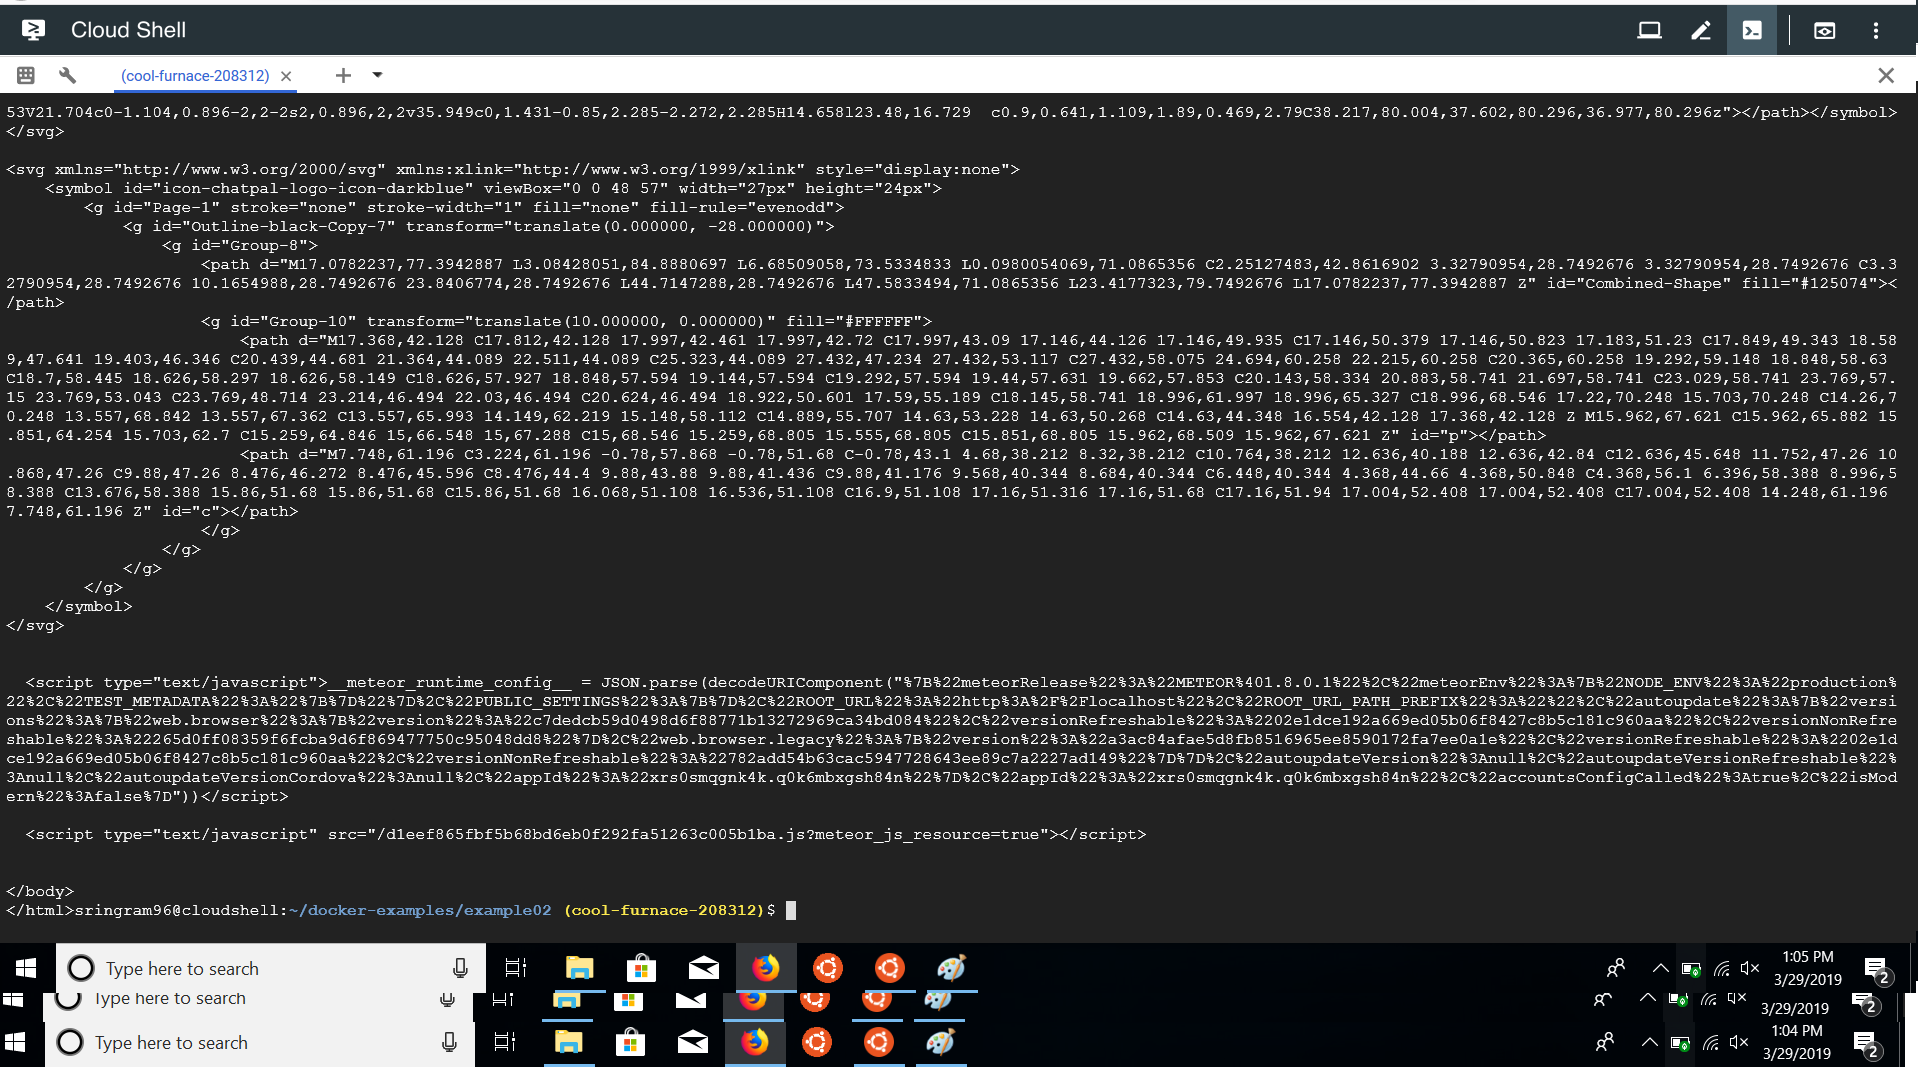 Cloud Shell
(cool-furnace-208312)
53V21.704c0-1.104,0.896-2,2-2s2,0.896,2,2v35.949c0,1.431-0.85,2.285-2.272,2.285H14.658l23.48,16.729  c0.9,0.641,1.109,1.89,0.469,2.79C38.217,80.004,37.602,80.296,36.977,80.296z"></path></symbol>
</svg>
<svg xmlns="http://www.w3.org/2000/svg" xmlns:xlink="http://www.w3.org/1999/xlink" style="display:none">
<symbol id="icon-chatpal-logo-icon-darkblue" viewBox="0 0 48 57" width="27px" height="24px">
<g id="Page-1" stroke="none" stroke-width="1" fill="none" fill-rule="evenodd">
<g id="Outline-black-Copy-7" transform="translate(0.000000, -28.000000)">
<g id="Group-8">
<path d="M17.0782237,77.3942887 L3.08428051,84.8880697 L6.68509058,73.5334833 L0.0980054069,71.0865356 C2.25127483,42.8616902 3.32790954,28.7492676 3.32790954,28.7492676 C3.3
2790954,28.7492676 10.1654988,28.7492676 23.8406774,28.7492676 L44.7147288,28.7492676 L47.5833494,71.0865356 L23.4177323,79.7492676 L17.0782237,77.3942887 Z" id="Combined-Shape" fill="#125074"><
/path>
<g id="Group-10" transform="translate(10.000000, 0.000000)" fill="#FFFFFF">
<path d="M17.368,42.128 C17.812,42.128 17.997,42.461 17.997,42.72 C17.997,43.09 17.146,44.126 17.146,49.935 C17.146,50.379 17.146,50.823 17.183,51.23 C17.849,49.343 18.58
9,47.641 19.403,46.346 C20.439,44.681 21.364,44.089 22.511,44.089 C25.323,44.089 27.432,47.234 27.432,53.117 C27.432,58.075 24.694,60.258 22.215,60.258 C20.365,60.258 19.292,59.148 18.848,58.63
C18.7,58.445 18.626,58.297 18.626,58.149 C18.626,57.927 18.848,57.594 19.144,57.594 C19.292,57.594 19.44,57.631 19.662,57.853 C20.143,58.334 20.883,58.741 21.697,58.741 C23.029,58.741 23.769,57.
15 23.769,53.043 C23.769,48.714 23.214,46.494 22.03,46.494 C20.624,46.494 18.922,50.601 17.59,55.189 C18.145,58.741 18.996,61.997 18.996,65.327 C18.996,68.546 17.22,70.248 15.703,70.248 C14.26,7
0.248 13.557,68.842 13.557,67.362 C13.557,65.993 14.149,62.219 15.148,58.112 C14.889,55.707 14.63,53.228 14.63,50.268 C14.63,44.348 16.554,42.128 17.368,42.128 Z M15.962,67.621 C15.962,65.882 15
.851,64.254 15.703,62.7 C15.259,64.846 15,66.548 15,67.288 C15,68.546 15.259,68.805 15.555,68.805 C15.851,68.805 15.962,68.509 15.962,67.621 Z" id="p"></path>
<path d="M7.748,61.196 C3.224,61.196 -0.78,57.868 -0.78,51.68 C-0.78,43.1 4.68,38.212 8.32,38.212 C10.764,38.212 12.636,40.188 12.636,42.84 C12.636,45.648 11.752,47.26 10
.868,47.26 C9.88,47.26 8.476,46.272 8.476,45.596 C8.476,44.4 9.88,43.88 9.88,41.436 C9.88,41.176 9.568,40.344 8.684,40.344 C6.448,40.344 4.368,44.66 4.368,50.848 C4.368,56.1 6.396,58.388 8.996,5
8.388 C13.676,58.388 15.86,51.68 15.86,51.68 C15.86,51.68 16.068,51.108 16.536,51.108 C16.9,51.108 17.16,51.316 17.16,51.68 C17.16,51.94 17.004,52.408 17.004,52.408 C17.004,52.408 14.248,61.196
7.748,61.196 Z" id="c"></path>
</g>
</g>
</g>
</g>
</symbol>
</svg>
<script type="text/javascript">__meteor_runtime_config__ = JSON.parse(decodeURIComponent("%7B%22meteorRelease%22%3A%22METEOR%401.8.0.1%22%2C%22meteorEnv%22%3A%7B%22NODE_ENV%22%3A%22production%
22%2C%22TEST_METADATA%22%3A%22%7B%7D%22%7D%2C%22PUBLIC_SETTINGS%22%3A%7B%7D%2C%22ROOT_URL%22%3A%22http%3A%2F%2Flocalhost%22%2C%22ROOT_URL_PATH_PREFIX%22%3A%22%22%2C%22autoupdate%22%3A%7B%22versi
ons%22%3A%7B%22web.browser%22%3A%7B%22version%22%3A%22c7dedcb59d0498d6f88771b13272969ca34bd084%22%2C%22versionRefreshable%22%3A%2202e1dce192a669ed05b06f8427c8b5c181c960aa%22%2C%22versionNonRefre
shable%22%3A%22265d0ff08359f6fcba9d6f869477750c95048dd8%22%7D%2C%22web.browser.legacy%22%3A%7B%22version%22%3A%22a3ac84afae5d8fb8516965ee8590172fa7ee0a1e%22%2C%22versionRefreshable%22%3A%2202e1d
ce192a669ed05b06f8427c8b5c181c960aa%22%2C%22versionNonRefreshable%22%3A%22782add54b63cac5947728643ee89c7a2227ad149%22%7D%7D%2C%22autoupdateVersion%22%3Anull%2C%22autoupdateVersionRefreshable%22%
3Anull%2C%22autoupdateVersionCordova%22%3Anull%2C%22appId%22%3A%22xrs0smqgnk4k.q0k6mbxgsh84n%22%7D%2C%22appId%22%3A%22xrs0smqgnk4k.q0k6mbxgsh84n%22%2C%22accountsConfigCalled%22%3Atrue%2C%22isMod
ern%22%3Afalse%7D"))</script>
<script type="text/javascript" src="/d1eef865fbf5b68bd6eb0f292fa51263c005b1ba.js?meteor_js_resource=true"></script>
</body>
</html>sringram96@cloudshell:~/docker-examples/example02 (cool-furnace-208312)$
Type here to search
1:05 PM
3/29/2019
2
Type here to search
3/29/2019
2
Type here to search
1:04 PM
3/29/2019
2